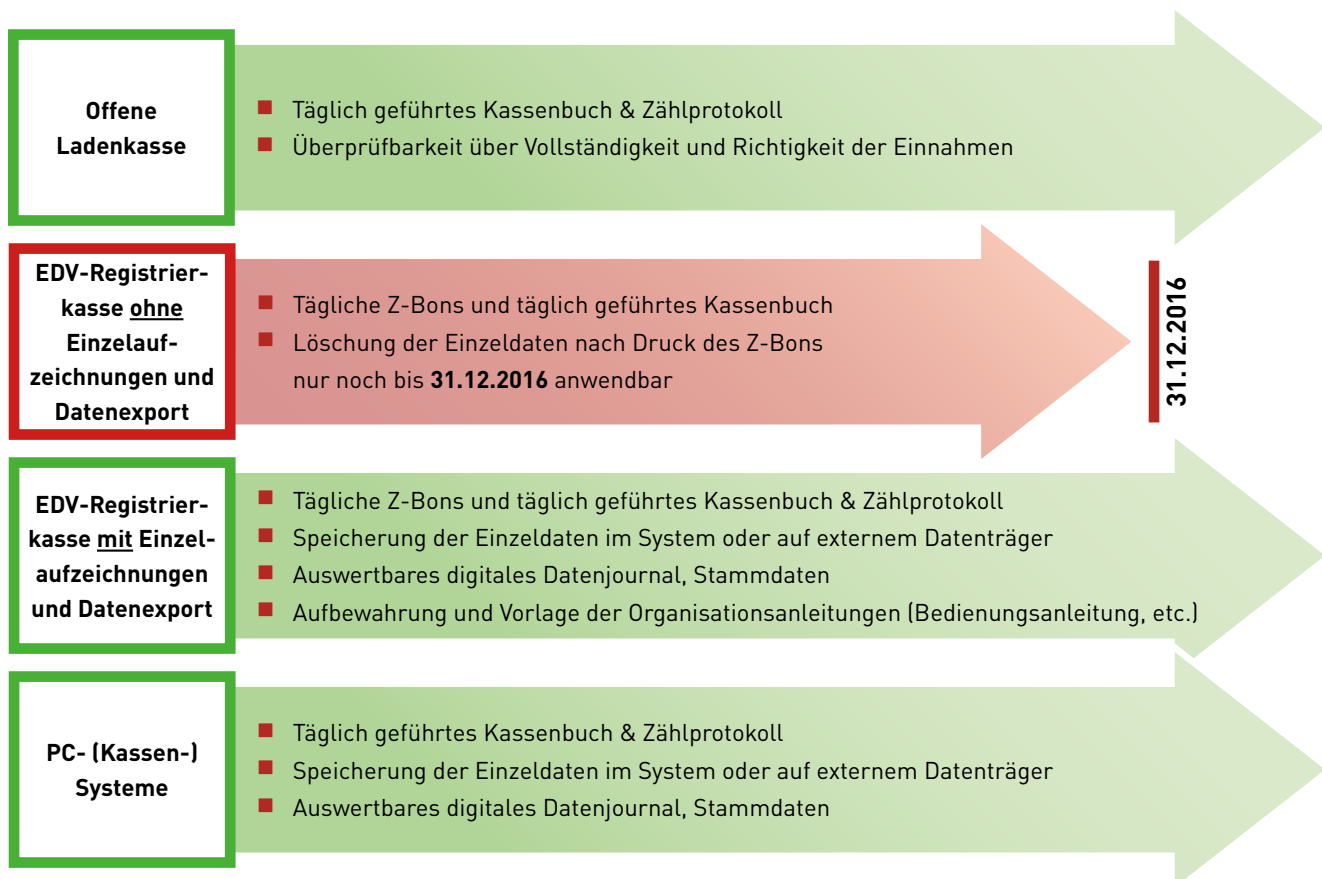 Offene
Ladenkasse
Täglich geführtes Kassenbuch & Zählprotokoll
Überprüfbarkeit über Vollständigkeit und Richtigkeit der Einnahmen
EDV-Registrier-
kasse ohne
Einzelauf-
zeichnungen und
Datenexport
Tägliche Z-Bons und täglich geführtes Kassenbuch
Löschung der Einzeldaten nach Druck des Z-Bons
nur noch bis 31.12.2016 anwendbar
31.12.2016
EDV-Registrier-
kasse mit Einzel-
aufzeichnungen
und Datenexport
Tägliche Z-Bons und täglich geführtes Kassenbuch & Zählprotokoll
Speicherung der Einzeldaten im System oder auf externem Datenträger
Auswertbares digitales Datenjournal, Stammdaten
Aufbewahrung und Vorlage der Organisationsanleitungen (Bedienungsanleitung, etc.)
PC- (Kassen-)
Systeme
Täglich geführtes Kassenbuch & Zählprotokoll
Speicherung der Einzeldaten im System oder auf externem Datenträger
Auswertbares digitales Datenjournal, Stammdaten